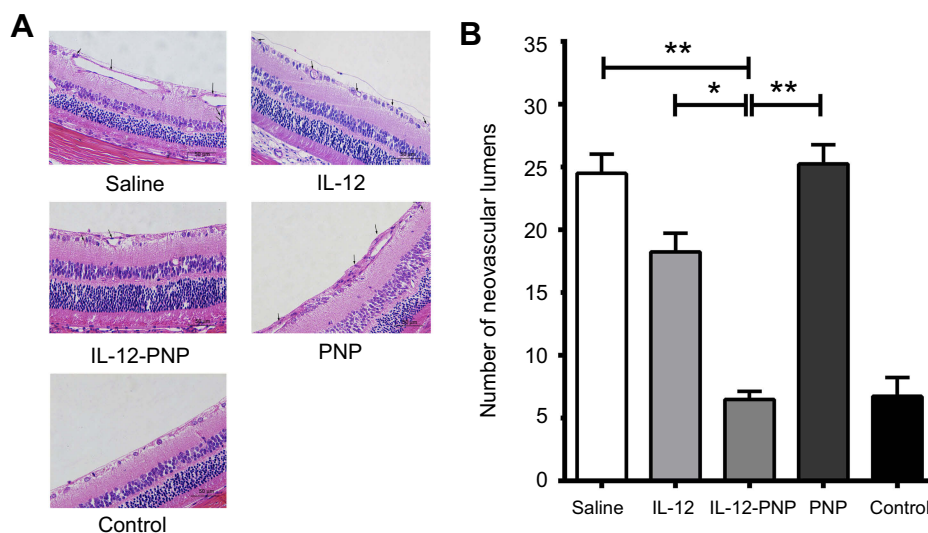 A
Saline
IL-12
IL-12-PNP
PNP
Control
B
Number of neovascular lumens
35
30
25
20
15
10
5
0
**
*
**
Saline
IL-12
IL-12-PNP
PNP
Control